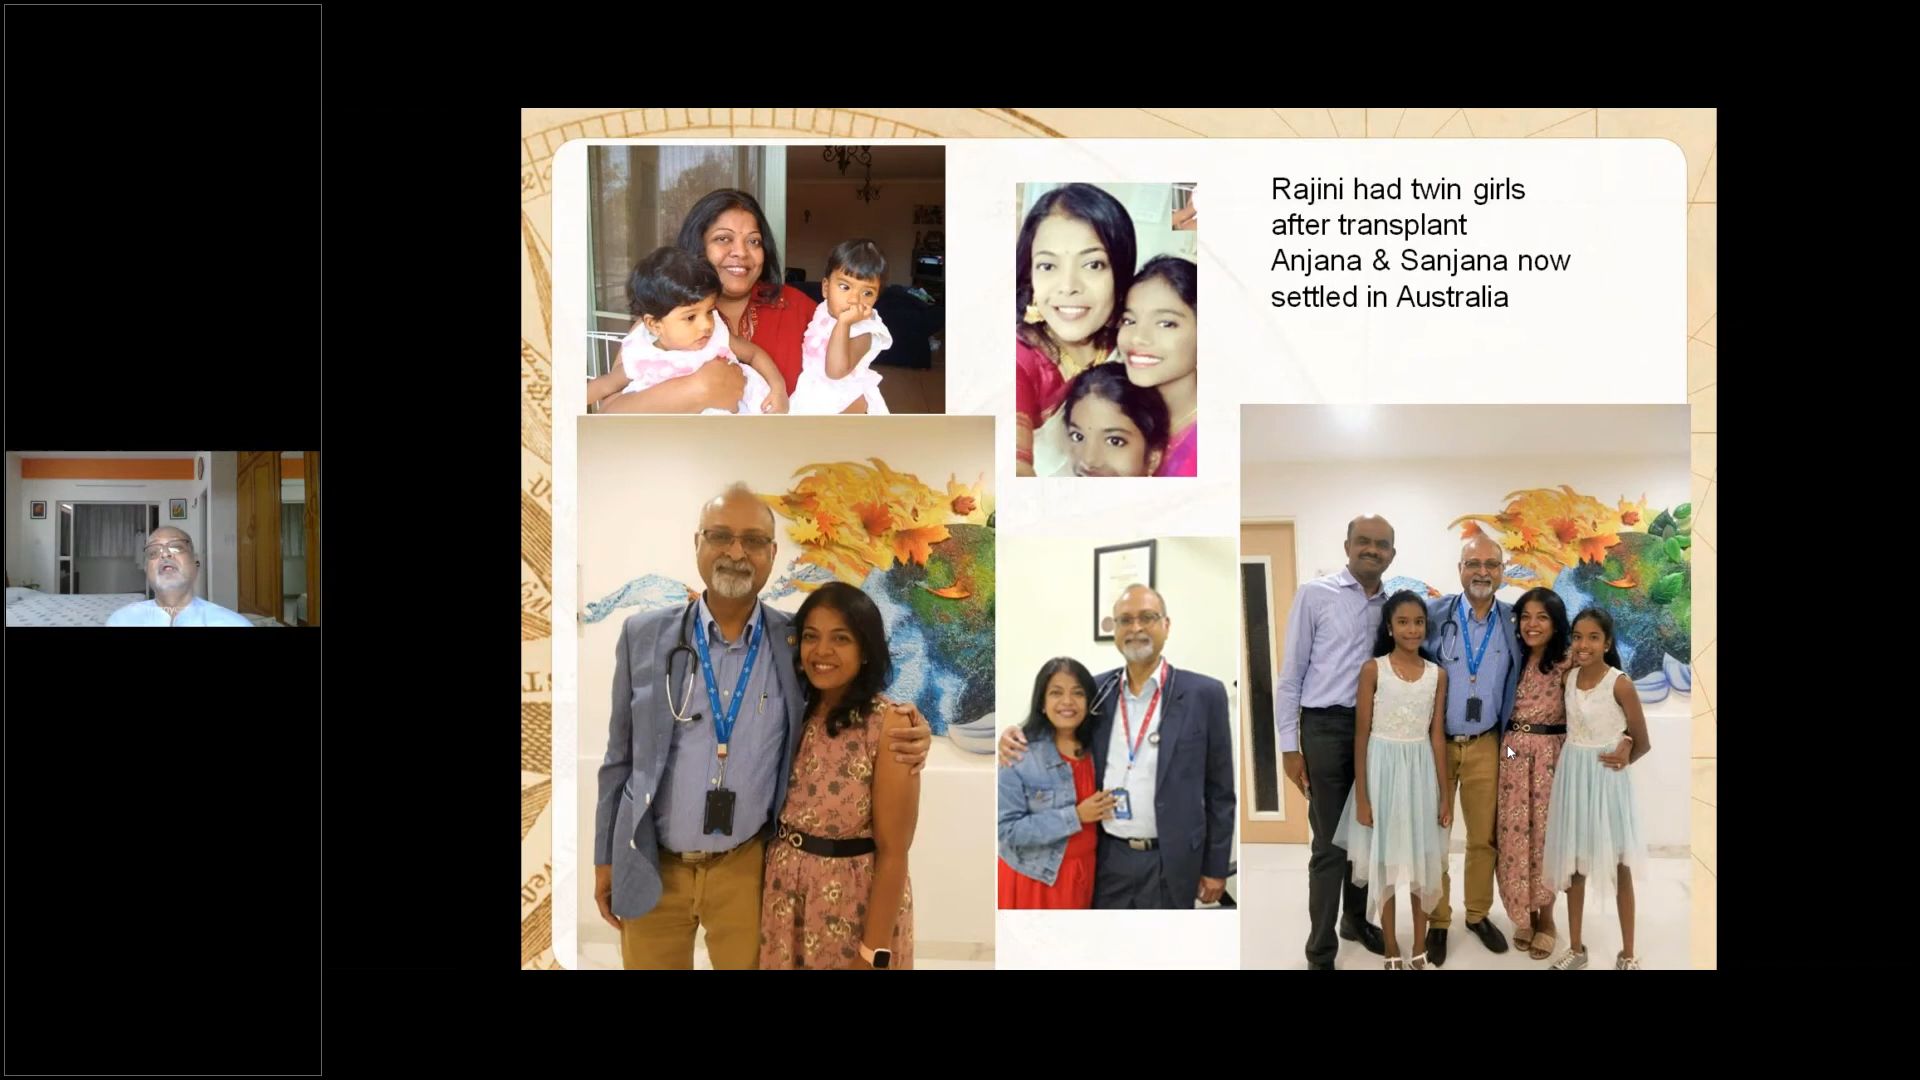 Rajini had twin girls
after transplant
Anjana & Sanjana now
settled in Australia